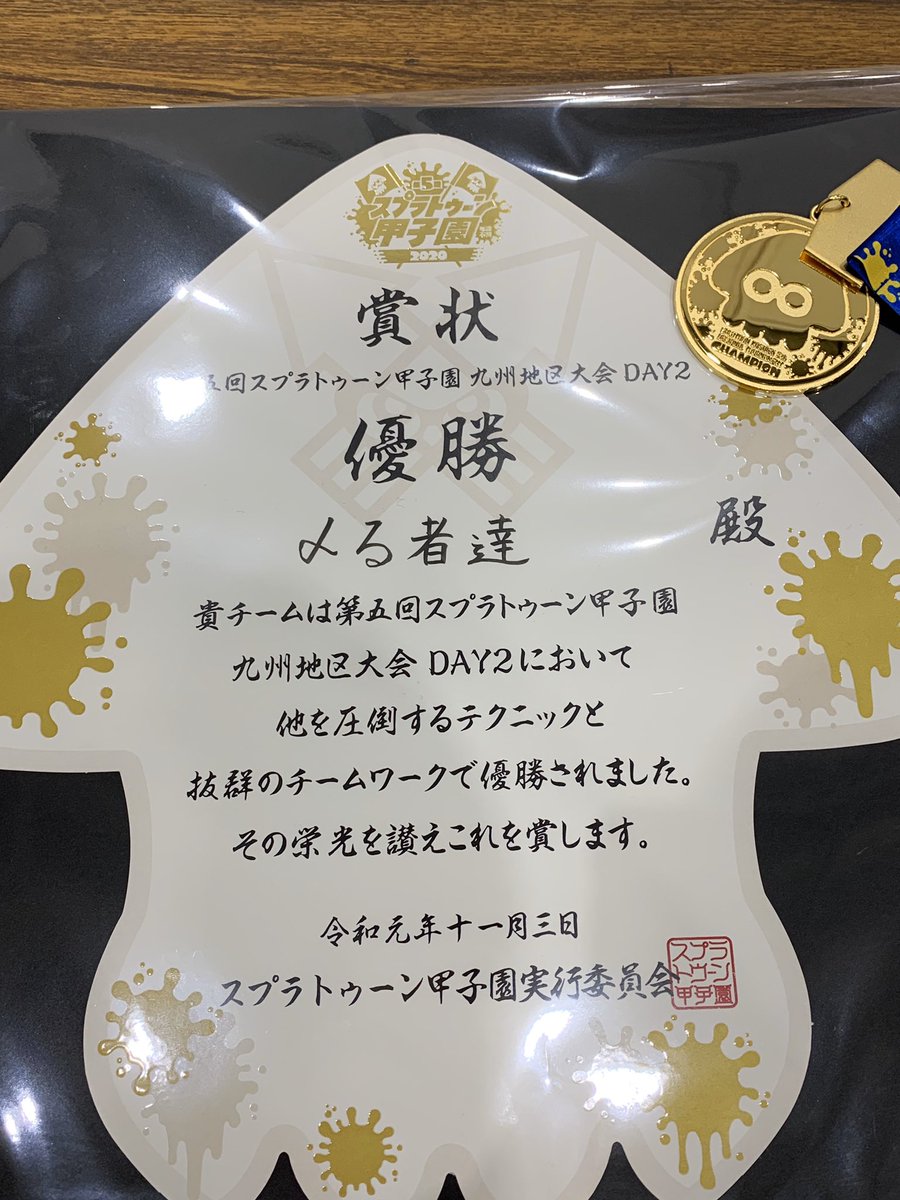 第5回
スプラトゥーン
甲子園
2020
賞状
五回スプラトゥーン甲子園 九州地区大会 DAY2
優勝
〆る者達 殿
貴チームは第五回スプラトゥーン甲子園
九州地区大会 DAY2において
他を圧倒するテクニックと
抜群のチームワークで優勝されました。
その栄光を讃えこれを賞します。
令和元年十一月三日
スプラトゥーン甲子園実行委員会
スプラ
トゥーン
甲子園
CHAMPION